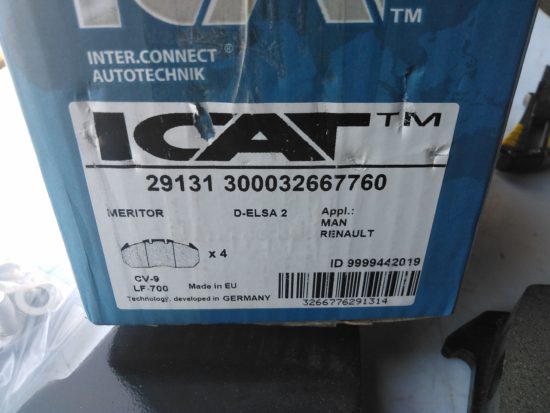 ICAT™
INTER.CONNECT®
AUTOTECHNIK
ICAT™
29131 300032667760
MERITOR D-ELSA 2 Appl.:
MAN
RENAULT
x 4
ID 9999442019
CV-9 Made in EU
LF-700
Technology, developed in GERMANY
3266776291314